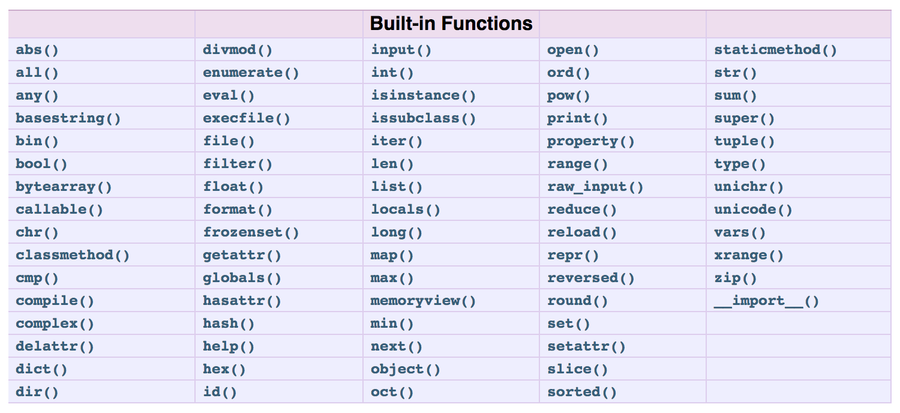 Built-in Functions
abs() divmod() input() open() staticmethod()
all() enumerate() int() ord() str()
any() eval() isinstance() pow() sum()
basestring() execfile() issubclass() print() super()
bin() file() iter() property() tuple()
bool() filter() len() range() type()
bytearray() float() list() raw_input() unichr()
callable() format() locals() reduce() unicode()
chr() frozenset() long() reload() vars()
classmethod() getattr() map() repr() xrange()
cmp() globals() max() reversed() zip()
compile() hasattr() memoryview() round() __import__()
complex() hash() min() set()
delattr() help() next() setattr()
dict() hex() object() slice()
dir() id() oct() sorted()